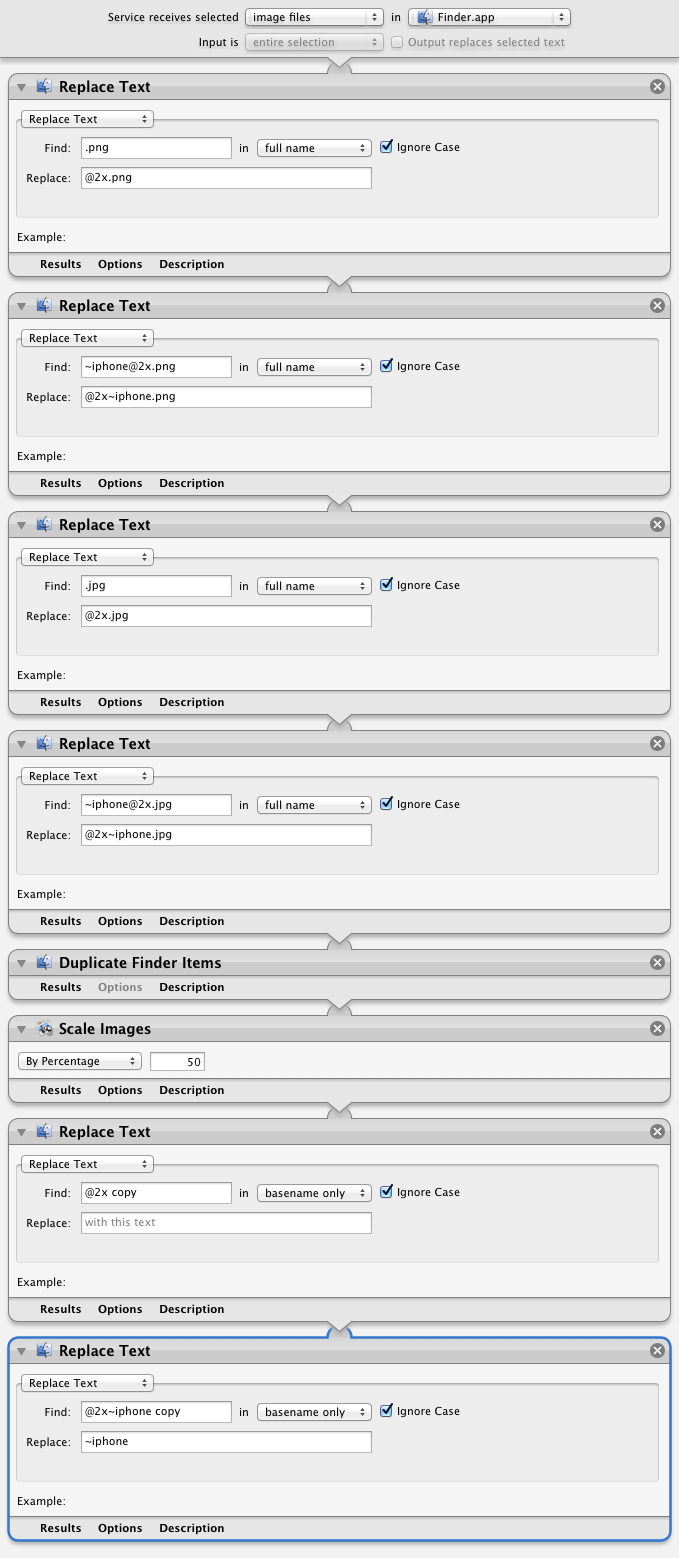 Service receives selected image files in Finder.app
Input is entire selection Output replaces selected text
Replace Text
Replace Text
Find: .png in full name Ignore Case
Replace: @2x.png
Example:
Results Options Description
Replace Text
Replace Text
Find: ~iphone@2x.png in full name Ignore Case
Replace: @2x~iphone.png
Example:
Results Options Description
Replace Text
Replace Text
Find: .jpg in full name Ignore Case
Replace: @2x.jpg
Example:
Results Options Description
Replace Text
Replace Text
Find: ~iphone@2x.jpg in full name Ignore Case
Replace: @2x~iphone.jpg
Example:
Results Options Description
Duplicate Finder Items
Results Options Description
Scale Images
By Percentage 50
Results Options Description
Replace Text
Replace Text
Find: @2x copy in basename only Ignore Case
Replace: with this text
Example:
Results Options Description
Replace Text
Replace Text
Find: @2x~iphone copy in basename only Ignore Case
Replace: ~iphone
Example:
Results Options Description